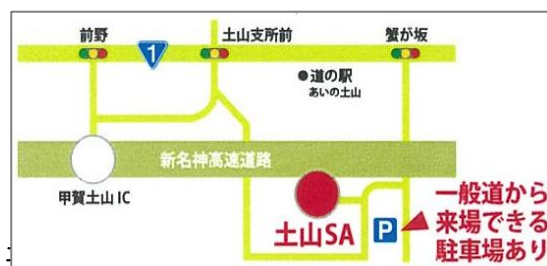 前野
1
土山支所前
蟹が坂
●道の駅
あいの土山
新名神高速道路
甲賀土山IC
土山SA
P
一般道から
来場できる
駐車場あり